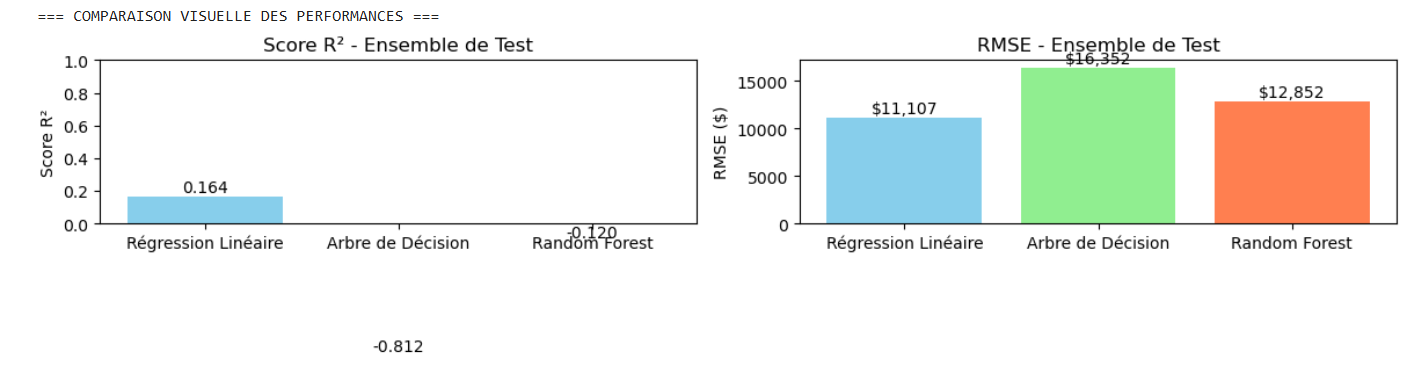 === COMPARAISON VISUELLE DES PERFORMANCES ===
Score R² - Ensemble de Test
Score R²
1.0
0.8
0.6
0.4
0.2
0.0
0.164
-0.120
-0.812
Régression Linéaire
Arbre de Décision
Random Forest
RMSE - Ensemble de Test
RMSE ($)
15000
10000
5000
0
$11,107
$16,352
$12,852
Régression Linéaire
Arbre de Décision
Random Forest